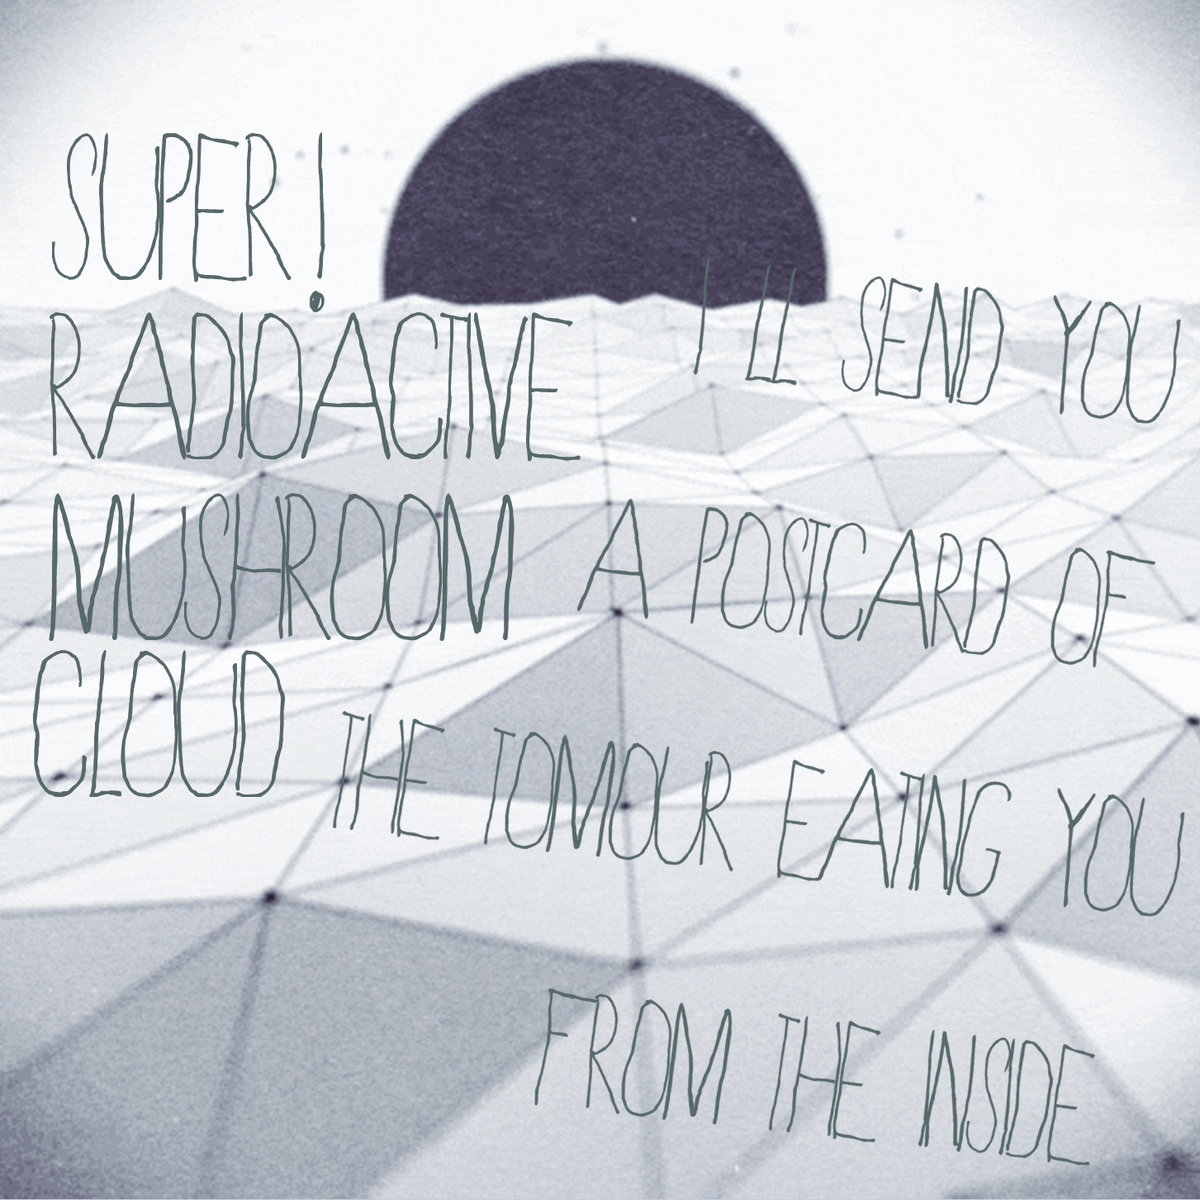 SUPER!
RADIOACTIVE
MUSHROOM
CLOUD
I LL SEND YOU
A POSTCARD OF
THE TOMOUR EATING YOU
FROM THE INSIDE